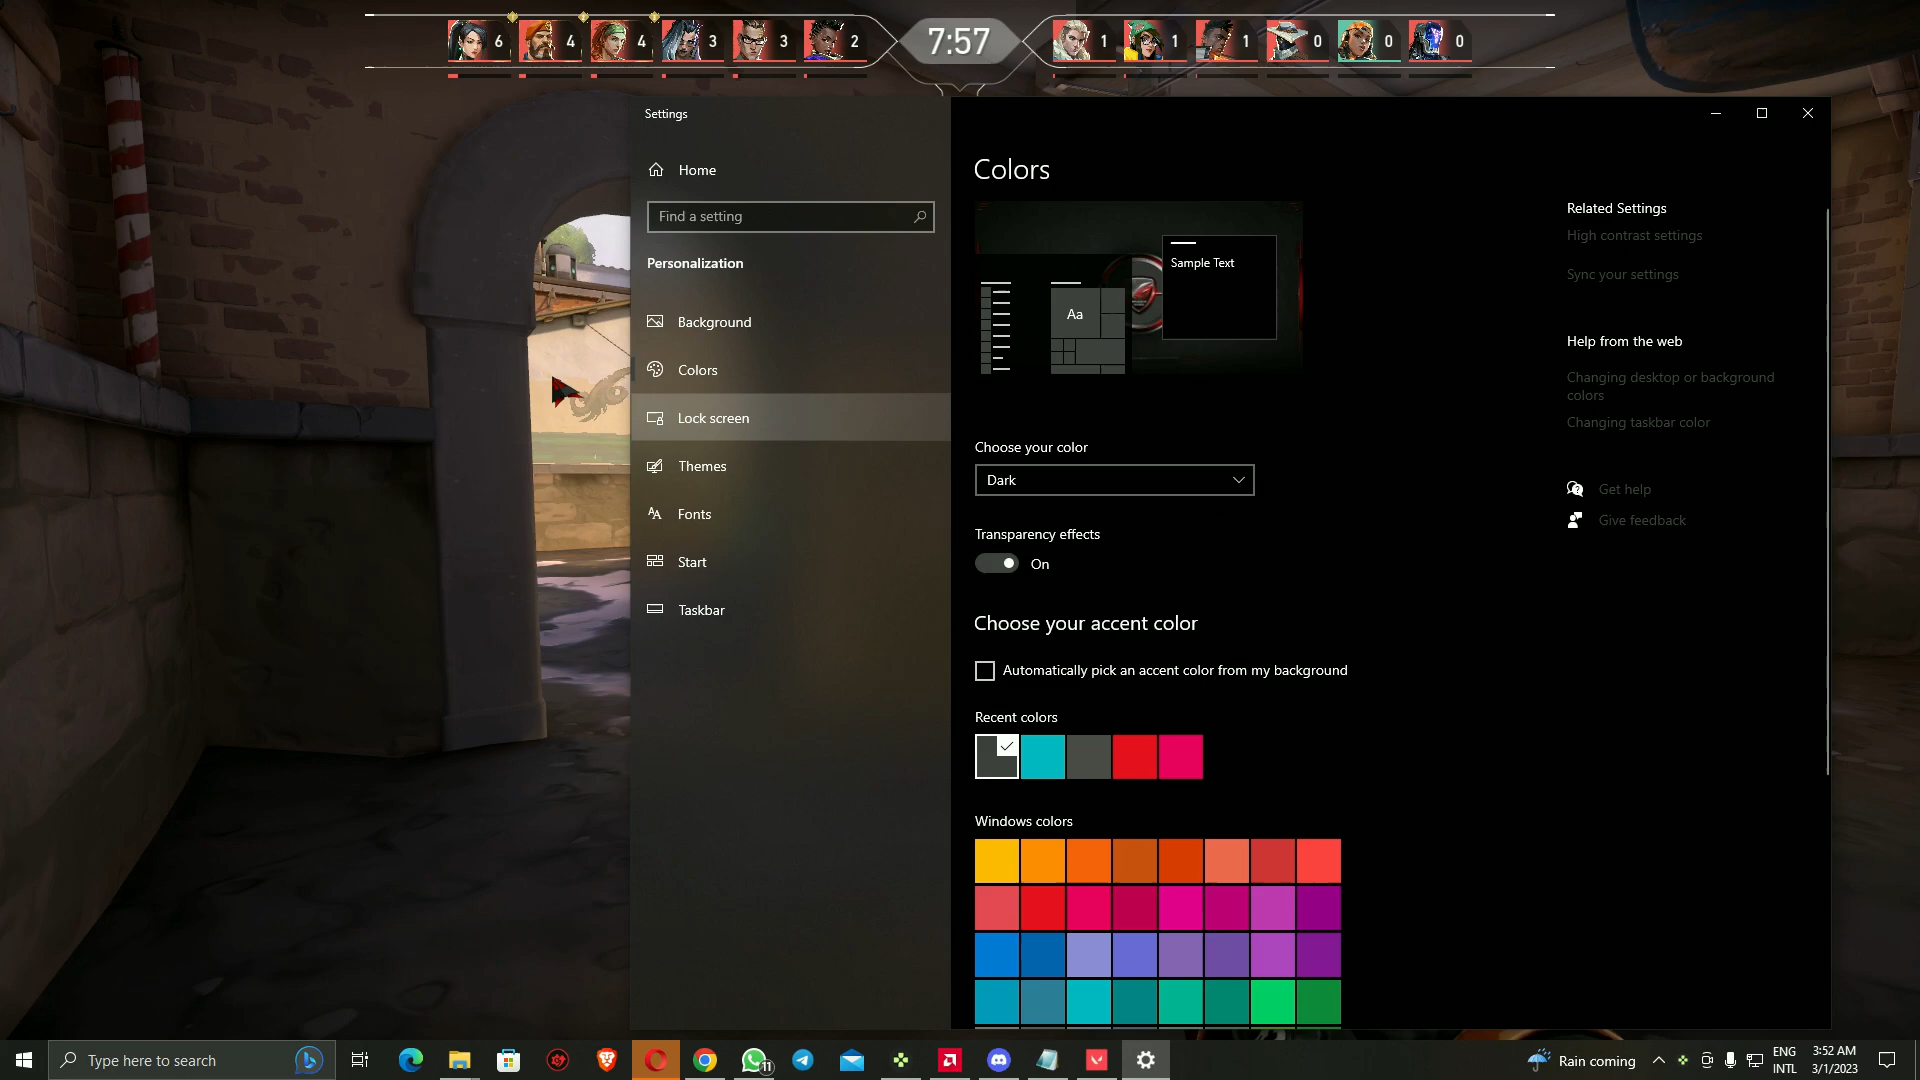 6
4
4
3
3
2
7:57
1
1
1
0
0
0
Settings
Home
Find a setting
Personalization
Background
Colors
Lock screen
Themes
Fonts
Start
Taskbar
Colors
Sample Text
Aa
Choose your color
Dark
Transparency effects
On
Choose your accent color
Automatically pick an accent color from my background
Recent colors
Windows colors
Related Settings
High contrast settings
Sync your settings
Help from the web
Changing desktop or background
colors
Changing taskbar color
Get help
Give feedback
Type here to search
11
Rain coming
ENG
INTL
3:52 AM
3/1/2023